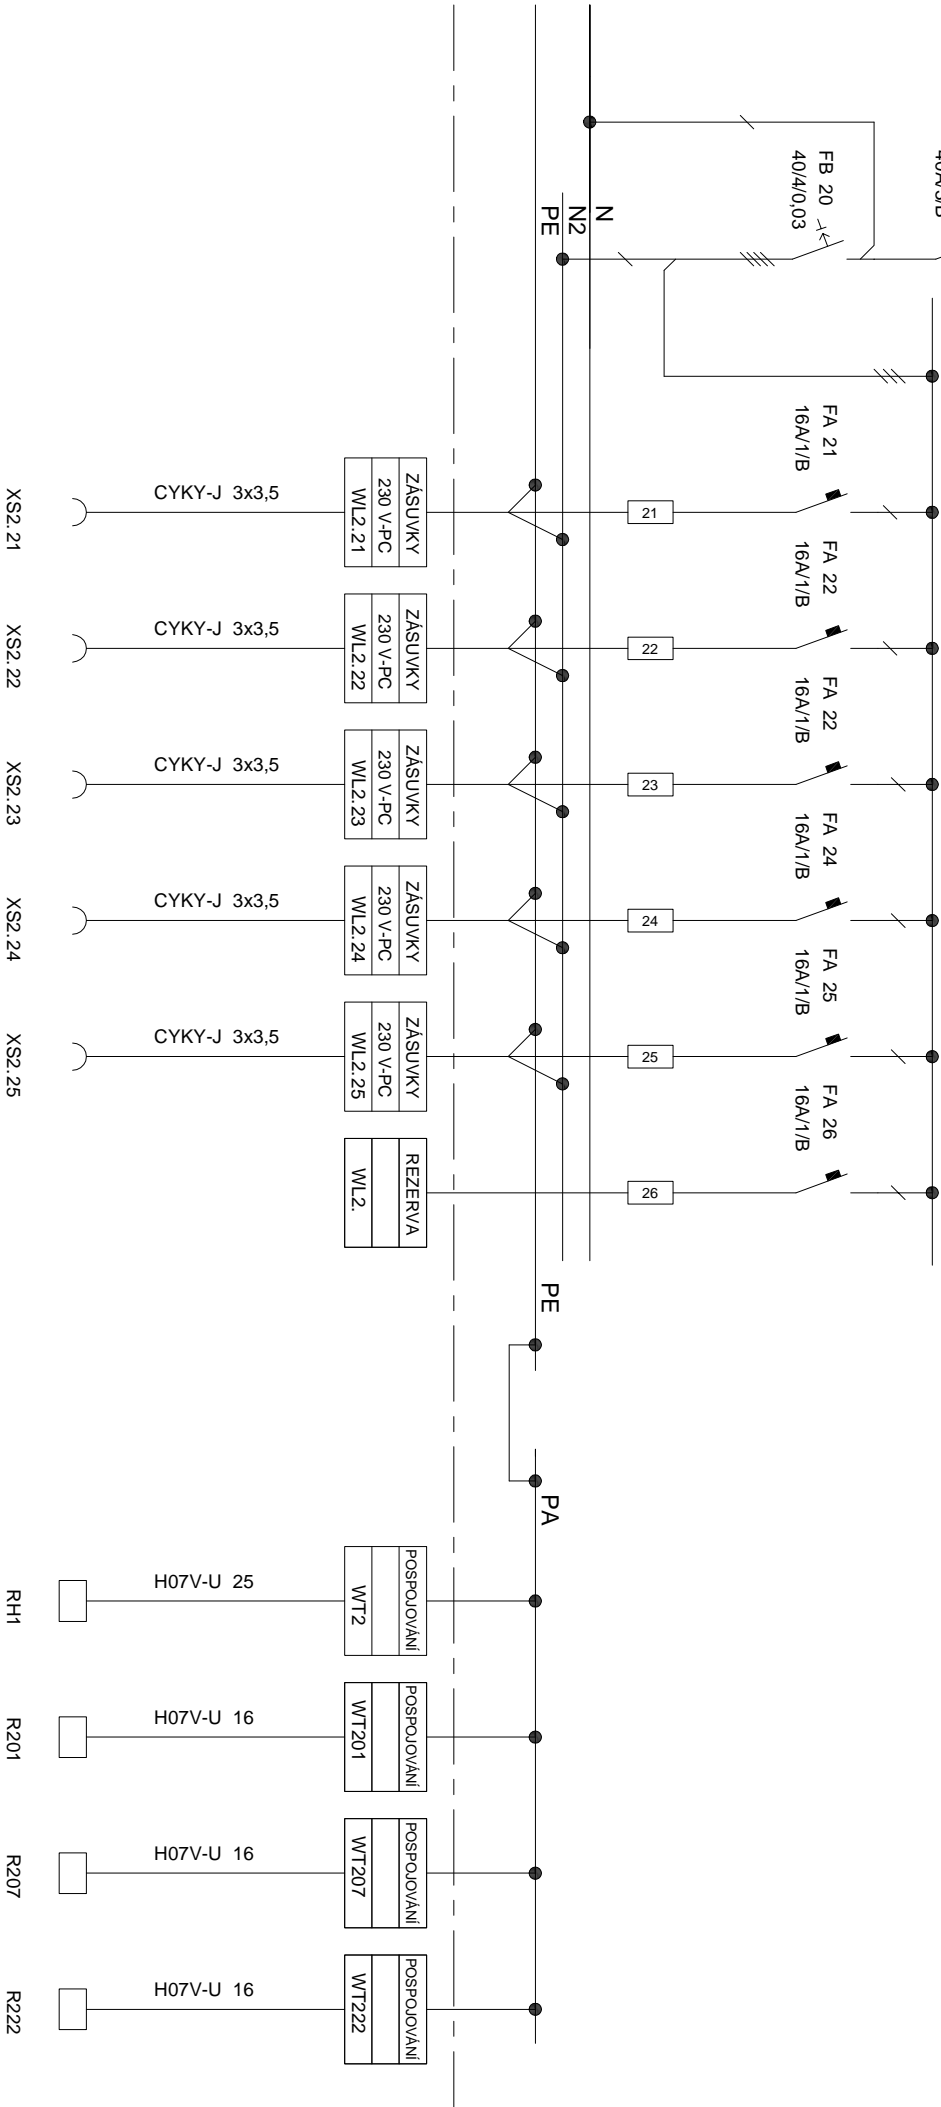 FB 20
40/4/0,03
N
N2
PE
FA 21
16A/1/B
FA 22
16A/1/B
FA 22
16A/1/B
FA 24
16A/1/B
FA 25
16A/1/B
FA 26
16A/1/B
21
22
23
24
25
26
PE
PA
ZÁSUVKY
230 V-PC
WL2.21
ZÁSUVKY
230 V-PC
WL2.22
ZÁSUVKY
230 V-PC
WL2.23
ZÁSUVKY
230 V-PC
WL2.24
ZÁSUVKY
230 V-PC
WL2.25
REZERVA
WL2.
POSPOJOVÁNÍ
WT2
POSPOJOVÁNÍ
WT201
POSPOJOVÁNÍ
WT207
POSPOJOVÁNÍ
WT222
CYKY-J 3x3,5
CYKY-J 3x3,5
CYKY-J 3x3,5
CYKY-J 3x3,5
CYKY-J 3x3,5
H07V-U 25
H07V-U 16
H07V-U 16
H07V-U 16
XS2.21
XS2.22
XS2.23
XS2.24
XS2.25
RH1
R201
R207
R222